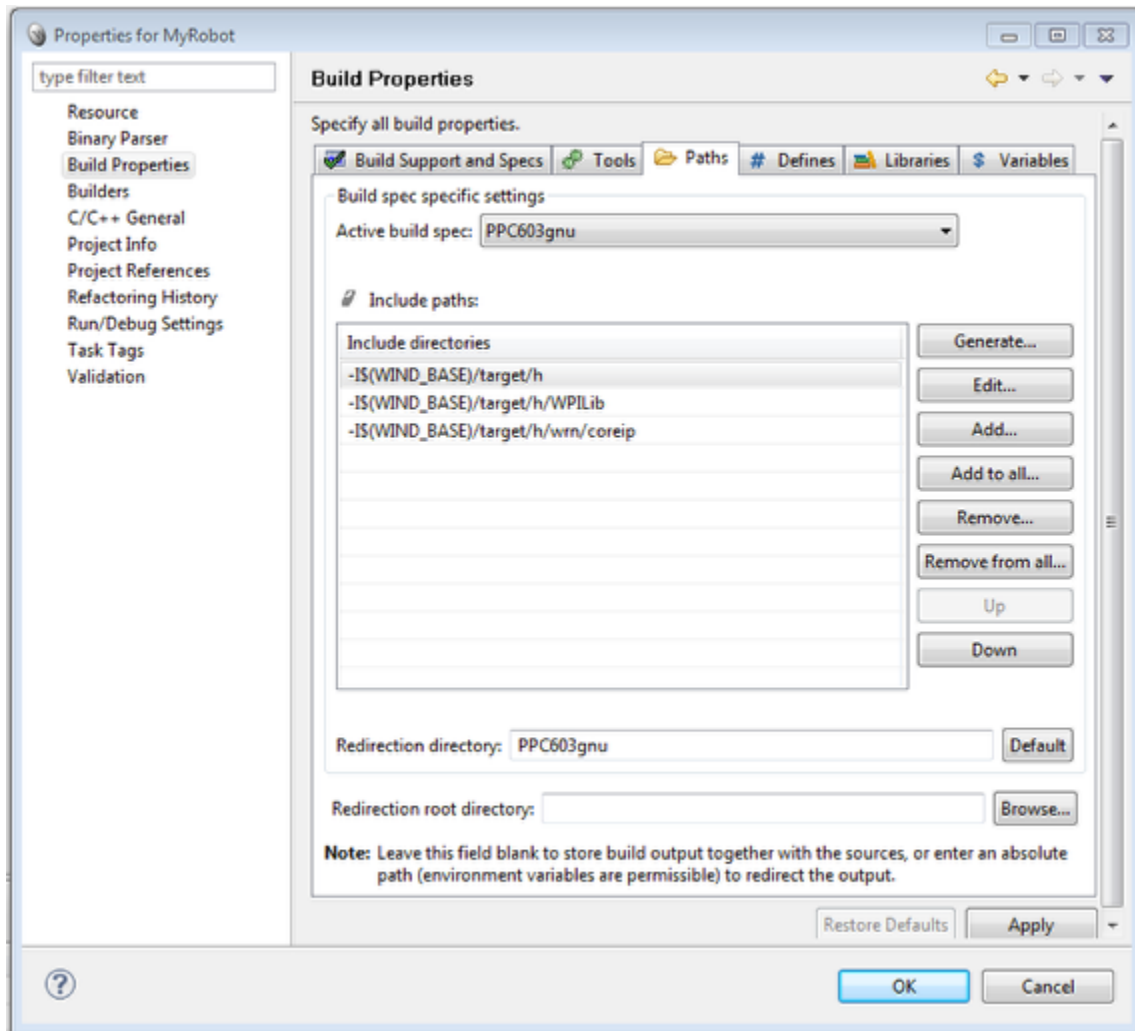 Properties for MyRobot
type filter text
Resource
Binary Parser
Build Properties
Builders
C/C++ General
Project Info
Project References
Refactoring History
Run/Debug Settings
Task Tags
Validation
Build Properties
Specify all build properties.
Build Support and Specs Tools Paths # Defines Libraries $ Variables
Build spec specific settings
Active build spec: PPC603gnu
Include paths:
Include directories
-I$(WIND_BASE)/target/h
-I$(WIND_BASE)/target/h/WPILib
-I$(WIND_BASE)/target/h/wrn/coreip
Generate...
Edit...
Add...
Add to all...
Remove...
Remove from all...
Up
Down
Redirection directory: PPC603gnu Default
Redirection root directory: Browse...
Note: Leave this field blank to store build output together with the sources, or enter an absolute
path (environment variables are permissible) to redirect the output.
Restore Defaults Apply
? OK Cancel